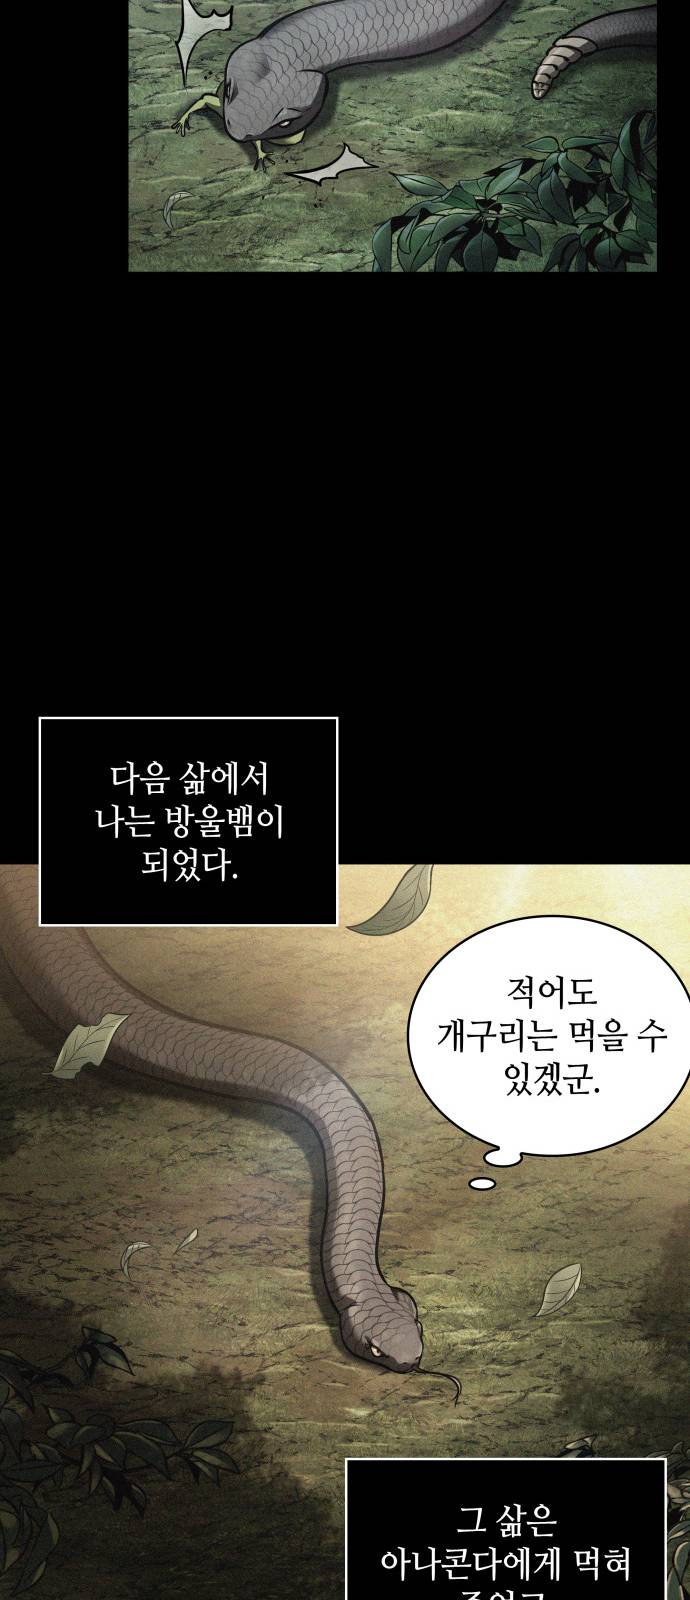 다음 삶에서
나는 방울뱀이
되었다.
적어도
개구리는 먹을 수
있겠군.
그 삶은
아나콘다에게 먹혀